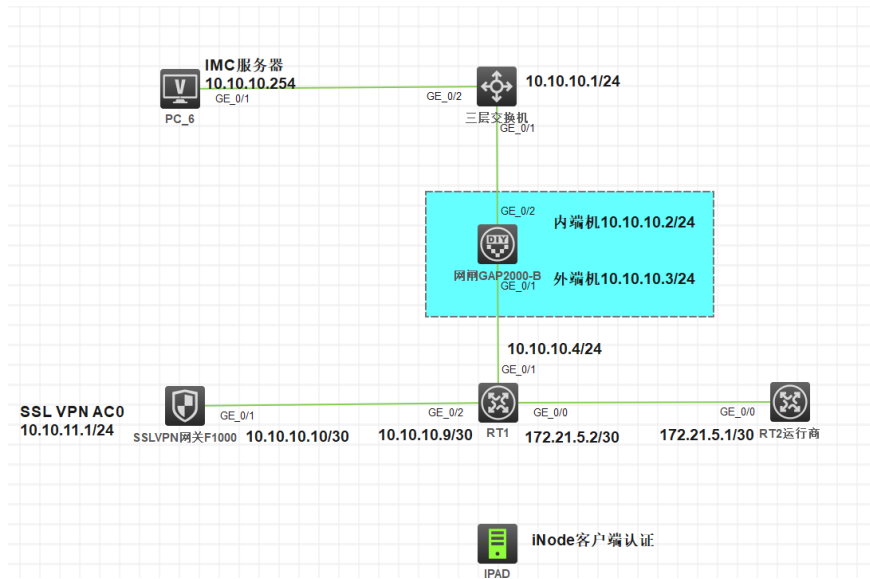 IMC服务器
10.10.10.254
GE_0/1
PC_6
GE_0/2
10.10.10.1/24
三层交换机
GE_0/1
GE_0/2
内端机10.10.10.2/24
DIY
网闸GAP2000-B
GE_0/1
外端机10.10.10.3/24
10.10.10.4/24
GE_0/1
SSL VPN AC0
10.10.11.1/24
GE_0/1
SSLVPN网关F1000
10.10.10.10/30
GE_0/2
10.10.10.9/30
RT1
GE_0/0
172.21.5.2/30
GE_0/0
172.21.5.1/30
RT2运行商
iNode客户端认证
IPAD